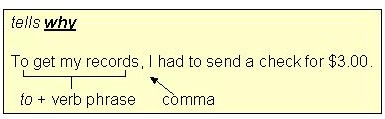 tells why
To get my records, I had to send a check for $3.00.
to + verb phrase comma